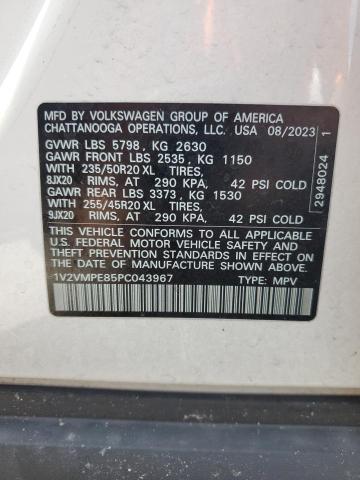 MFD BY VOLKSWAGEN GROUP OF AMERICA
CHATTANOOGA OPERATIONS, LLC. USA 08/2023
GVWR LBS 5798, KG 2630
GAWR FRONT LBS 2535, KG 1150
WITH 235/50R20 XL TIRES,
8JX20 RIMS, AT 290 KPA, 42 PSI COLD
GAWR REAR LBS 3373, KG 1530
WITH 255/45R20 XL TIRES,
9JX20 RIMS, AT 290 KPA, 42 PSI COLD
THIS VEHICLE CONFORMS TO ALL APPLICABLE
U.S. FEDERAL MOTOR VEHICLE SAFETY
AND THEFT PREVENTION STANDARDS IN EFFECT
ON THE DATE OF MANUFACTURE SHOWN ABOVE.
1V2VMPE85PC043967 TYPE: MPV
2948024 1